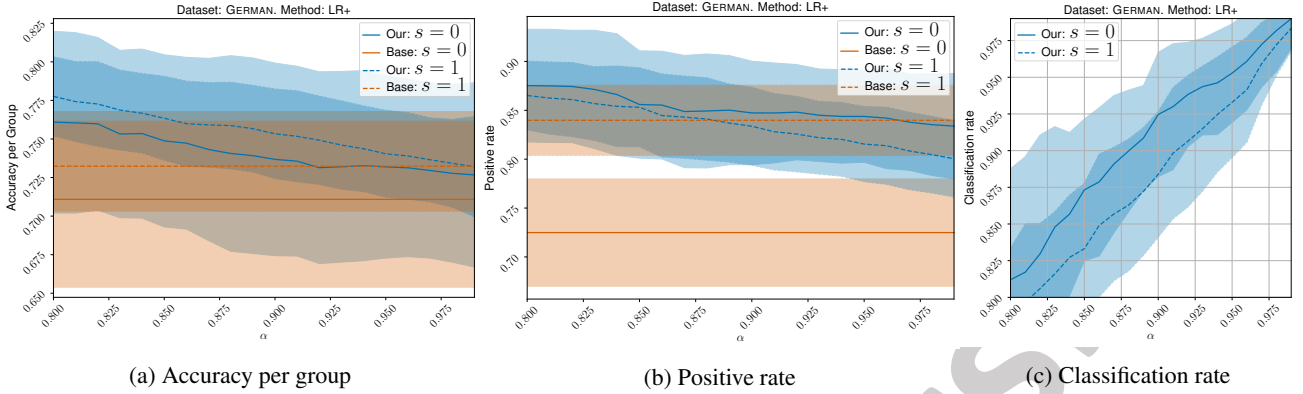 Dataset: GERMAN. Method: LR+
Accuracy per Group
0.825
0.800
0.775
0.750
0.725
0.700
0.675
0.650
Our: s = 0
Base: s = 0
Our: s = 1
Base: s = 1
0.800
0.825
0.850
0.875
0.900
0.925
0.950
0.975
α
(a) Accuracy per group
Dataset: GERMAN. Method: LR+
Positive rate
0.90
0.85
0.80
0.75
0.70
Our: s = 0
Base: s = 0
Our: s = 1
Base: s = 1
0.800
0.825
0.850
0.875
0.900
0.925
0.950
0.975
α
(b) Positive rate
Dataset: GERMAN. Method: LR+
Classification rate
0.975
0.950
0.925
0.900
0.875
0.850
0.825
0.800
Our: s = 0
Our: s = 1
0.800
0.825
0.850
0.875
0.900
0.925
0.950
0.975
α
(c) Classification rate